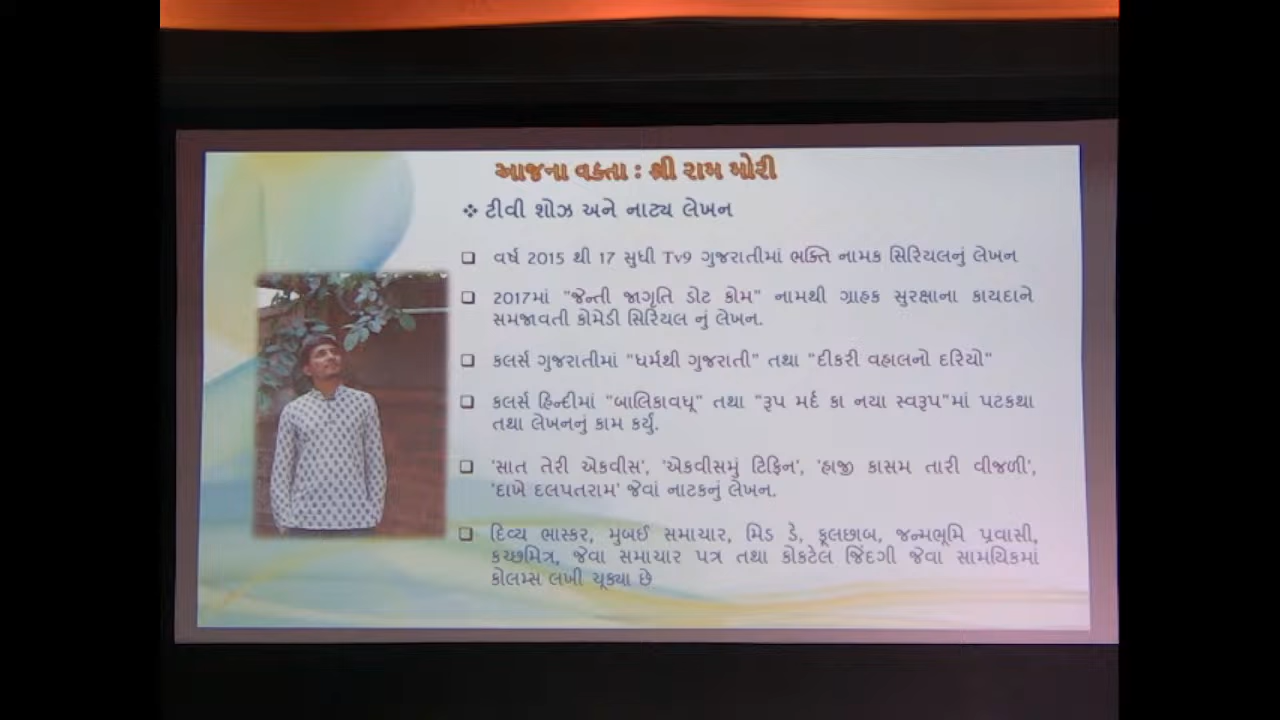 આજના વક્તા : શ્રી રામ મોરી
❖ ટીવી શોઝ અને નાટ્ય લેખન
❑ વર્ષ 2015 થી 17 સુધી Tv9 ગુજરાતીમાં ભક્તિ નામક સિરિયલનું લેખન
❑ 2017માં "જેન્તી જાગૃતિ ડોટ કોમ" નામથી ગ્રાહક સુરક્ષાના કાયદાને
સમજાવતી કોમેડી સિરિયલ નું લેખન.
❑ કલર્સ ગુજરાતીમાં "ધર્મથી ગુજરાતી" તથા "દીકરી વહાલનો દરિયો"
❑ કલર્સ હિન્દીમાં "બાલિકાવધૂ" તથા "રૂપ મર્દ કા નયા સ્વરૂપ"માં પટકથા
તથા લેખનનું કામ કર્યું.
❑ 'સાત તેરી એકવીસ', 'એકવીસમું ટિફિન', 'હાજી કાસમ તારી વીજળી',
'દાખે દલપતરામ' જેવાં નાટકનું લેખન.
❑ દિવ્ય ભાસ્કર, મુંબઈ સમાચાર, મિડ ડે, ફૂલછાબ, જન્મભૂમિ પ્રવાસી,
કચ્છમિત્ર, જેવા સમાચાર પત્ર તથા કોકટેલ જિંદગી જેવા સામયિકમાં
કોલમ્સ લખી ચૂક્યા છે